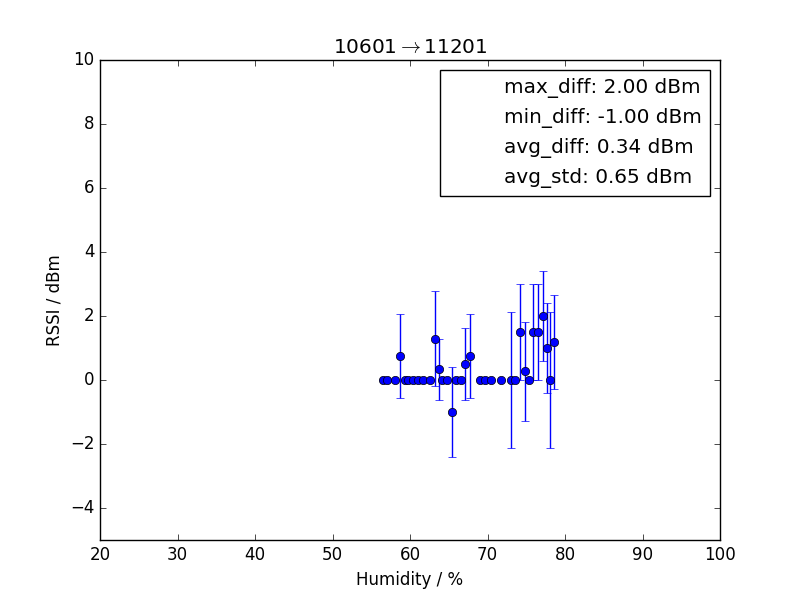 10601→11201
max_diff: 2.00 dBm
min_diff: -1.00 dBm
avg_diff: 0.34 dBm
avg_std: 0.65 dBm
RSSI / dBm
10
8
6
4
2
0
−2
−4
20 30 40 50 60 70 80 90 100
Humidity / %